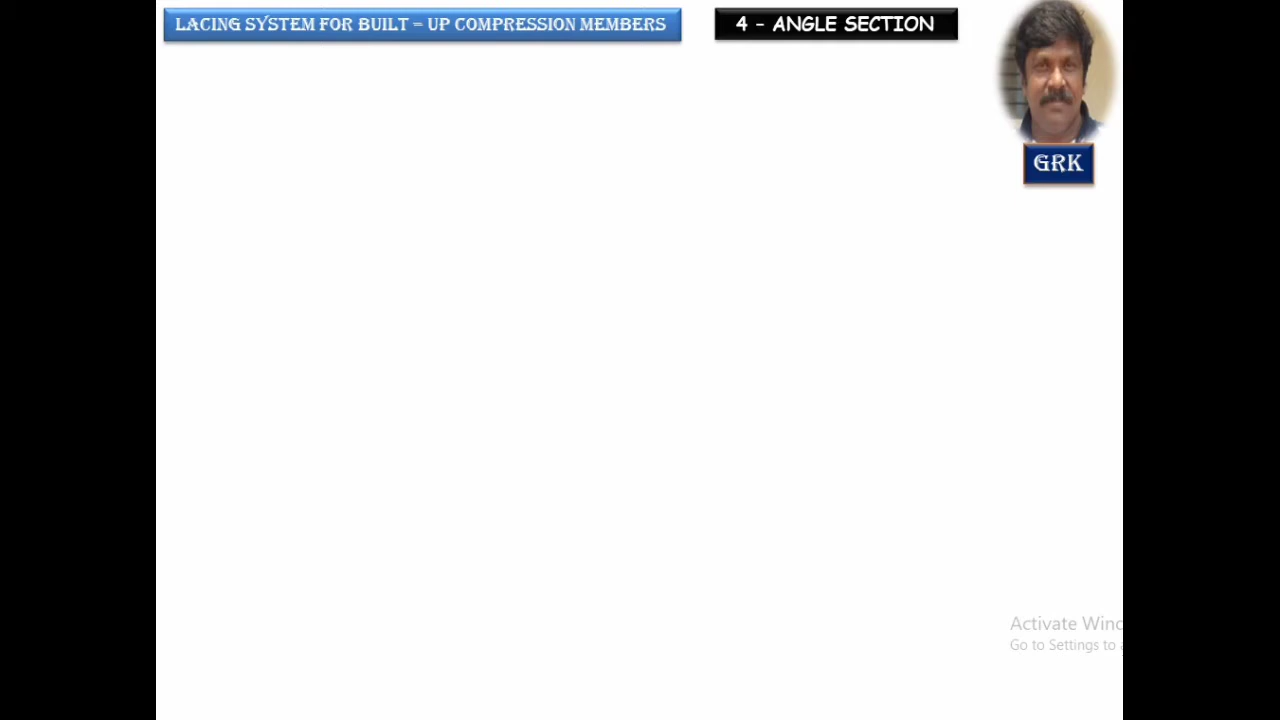 LACING SYSTEM FOR BUILT – UP COMPRESSION MEMBERS
4 - ANGLE SECTION
GRK
Activate Wind
Go to Settings to